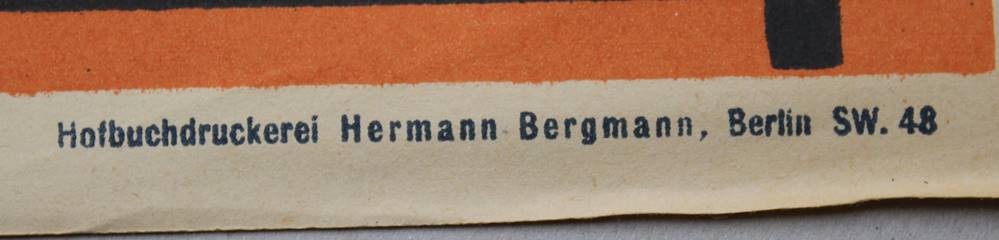 Hofbuchdruckerei Hermann Bergmann, Berlin SW. 48